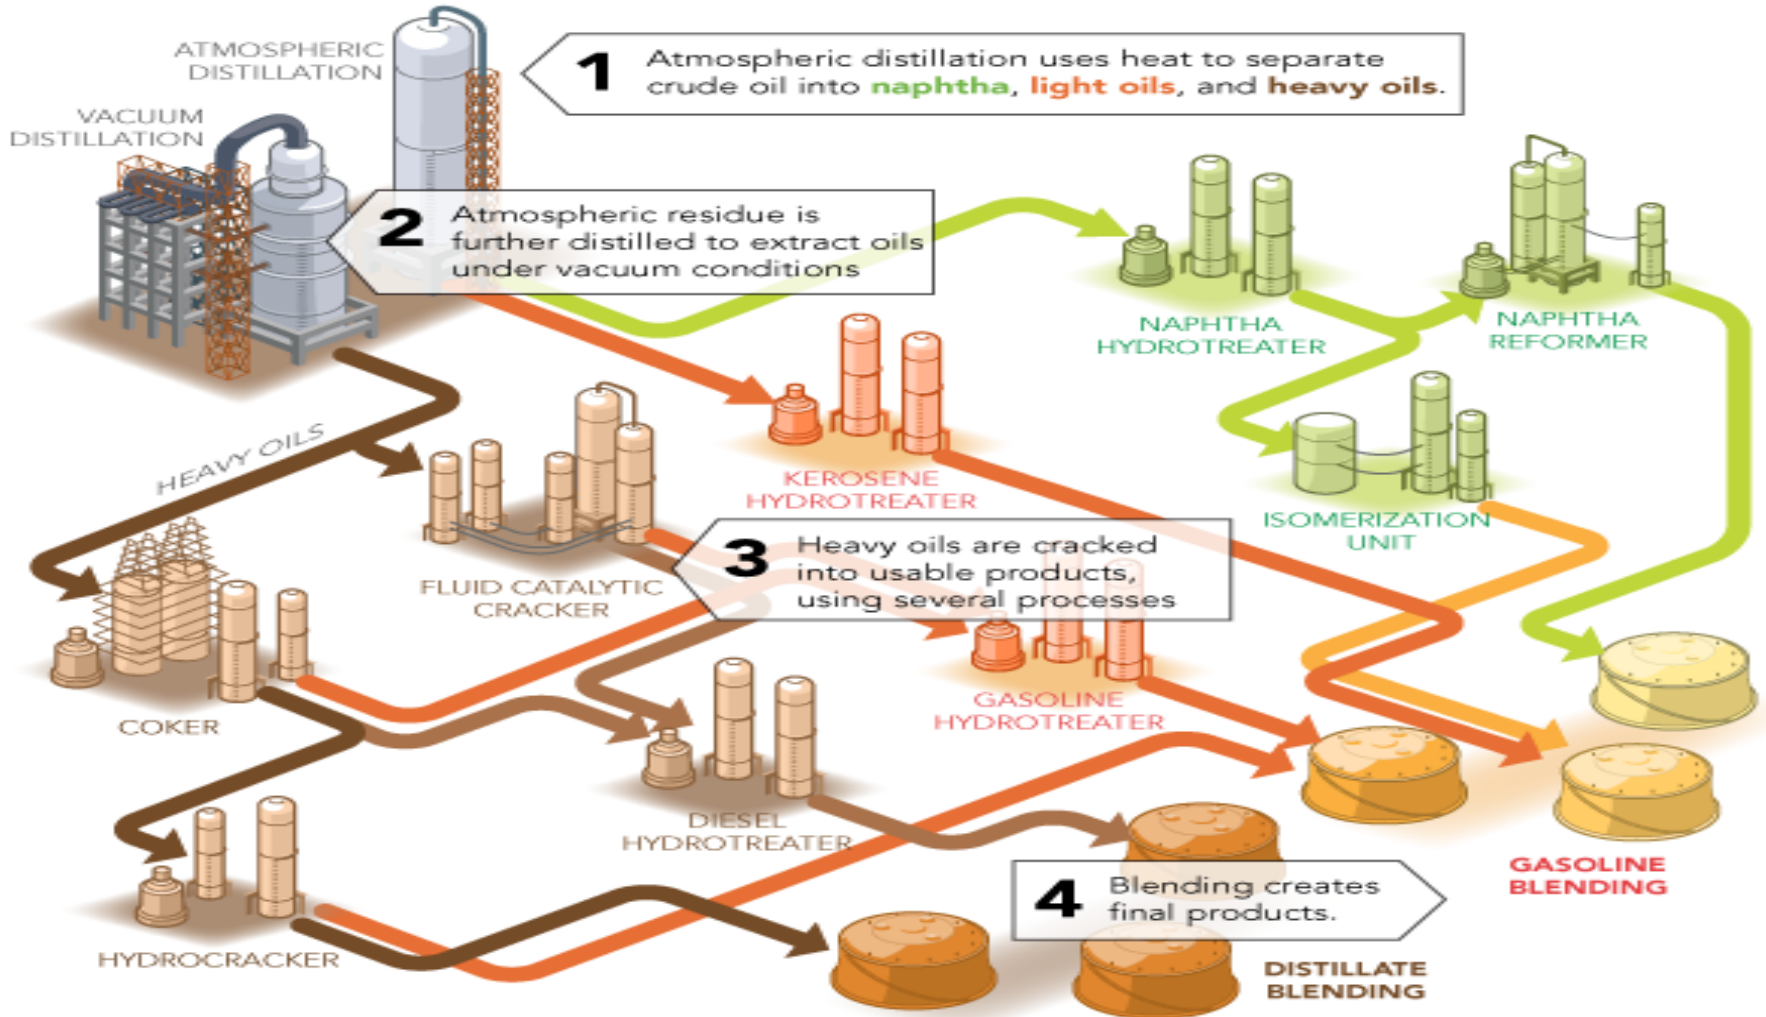 ATMOSPHERIC
DISTILLATION
1
Atmospheric distillation uses heat to separate
crude oil into naphtha, light oils, and heavy oils.
VACUUM
DISTILLATION
2
Atmospheric residue is
further distilled to extract oils
under vacuum conditions
NAPHTHA
HYDROTREATER
NAPHTHA
REFORMER
HEAVY OILS
KEROSENE
HYDROTREATER
ISOMERIZATION
UNIT
FLUID CATALYTIC
CRACKER
3
Heavy oils are cracked
into usable products,
using several processes
COKER
GASOLINE
HYDROTREATER
DIESEL
HYDROTREATER
GASOLINE
BLENDING
4
Blending creates
final products.
HYDROCRACKER
DISTILLATE
BLENDING